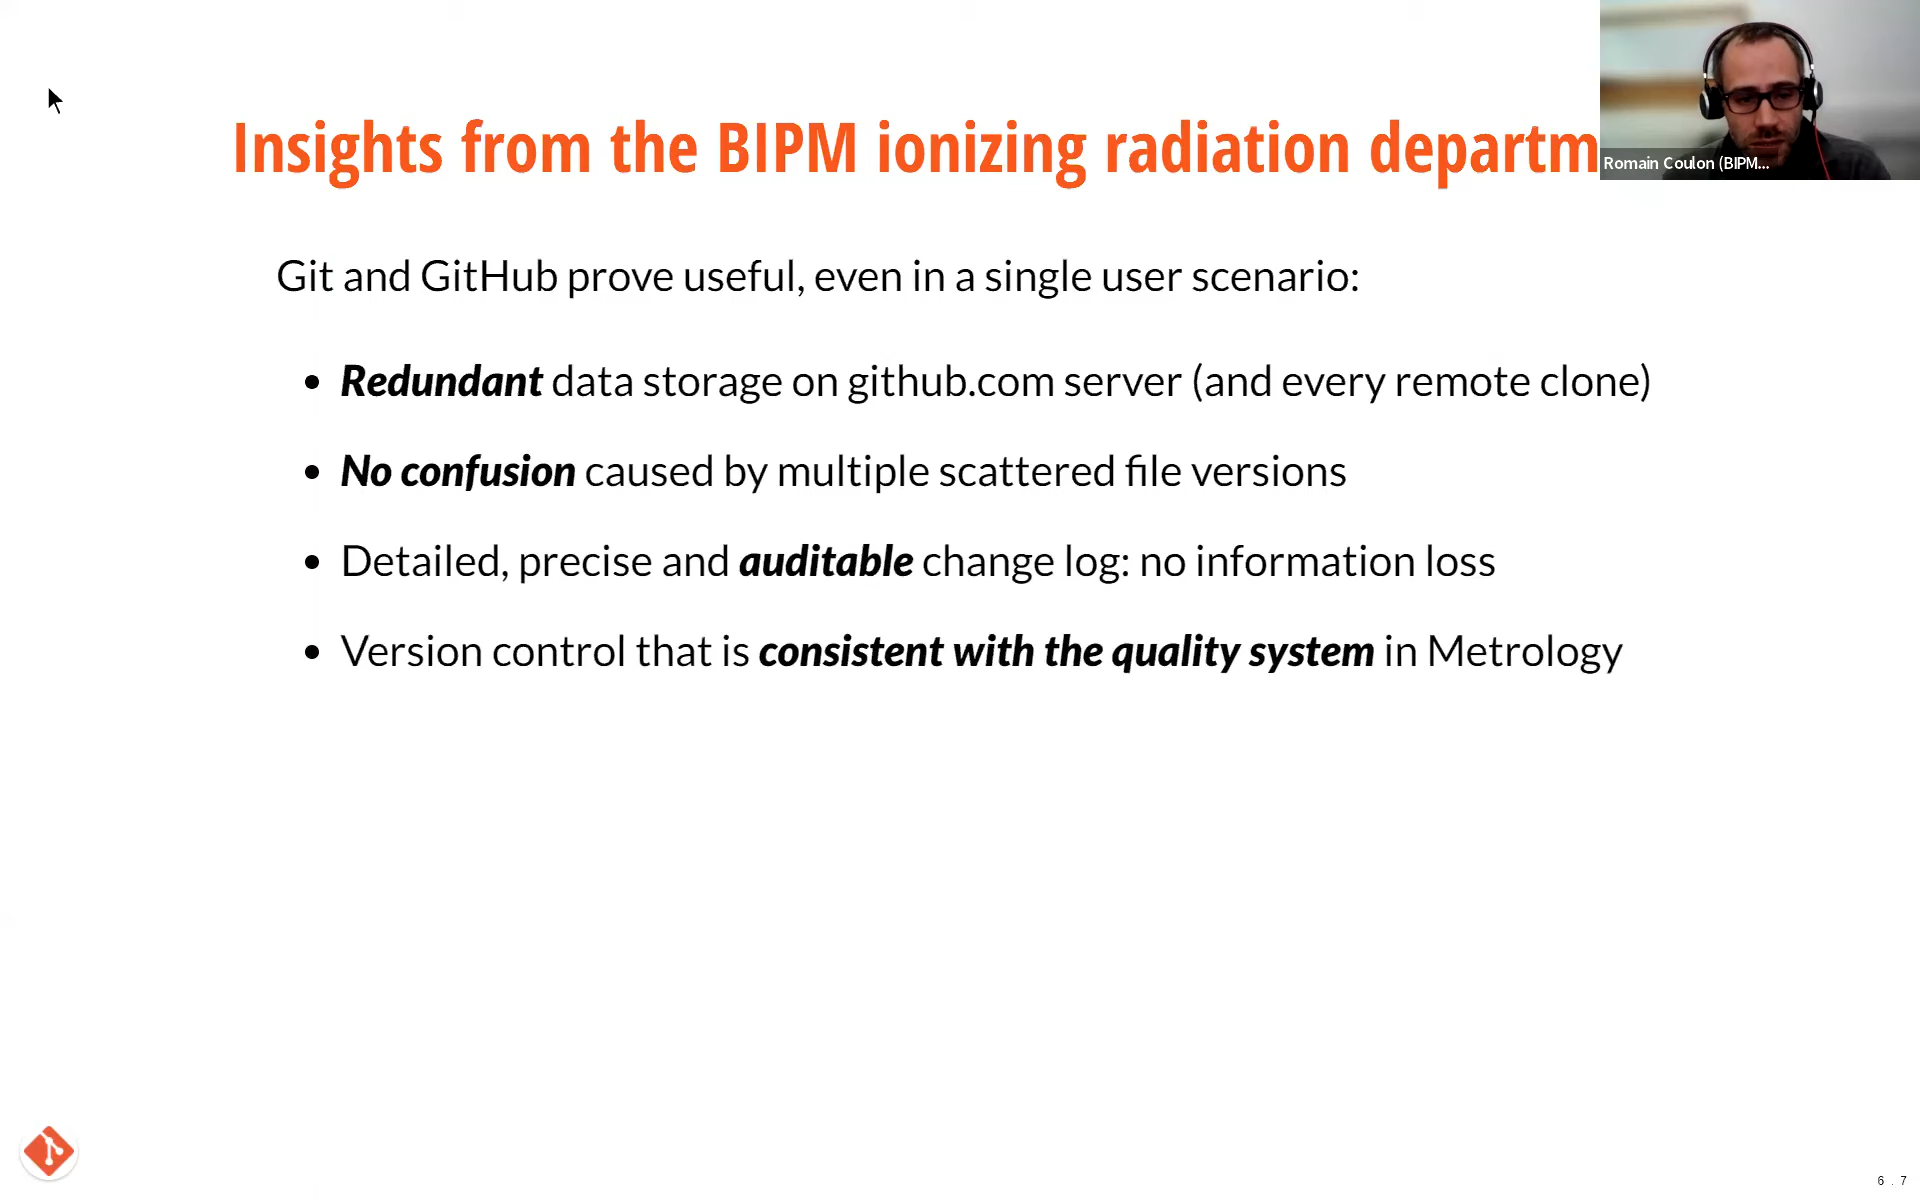 Insights from the BIPM ionizing radiation departm
Romain Coulon (BIPM...
Git and GitHub prove useful, even in a single user scenario:
• Redundant data storage on github.com server (and every remote clone)
• No confusion caused by multiple scattered file versions
• Detailed, precise and auditable change log: no information loss
• Version control that is consistent with the quality system in Metrology
6 . 7